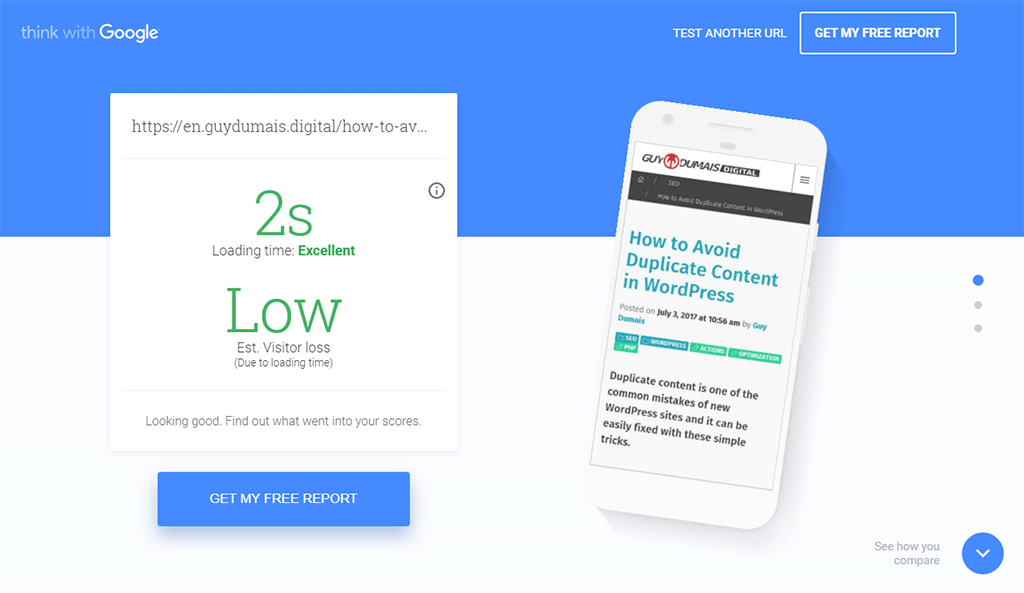 think with Google
TEST ANOTHER URL
GET MY FREE REPORT
https://en.guydumais.digital/how-to-av...
2s
Loading time: Excellent
Low
Est. Visitor loss
(Due to loading time)
Looking good. Find out what went into your scores.
GET MY FREE REPORT
GUY DUMAIS DIGITAL
/ SEO
/ How to Avoid Duplicate Content in WordPress
How to Avoid
Duplicate Content
in WordPress
Posted on July 3, 2017 at 10:56 am by Guy
Dumais
SEO WORDPRESS ACTIONS OPTIMIZATION
PHP
Duplicate content is one of the
common mistakes of new
WordPress sites and it can be
easily fixed with these simple
tricks.
See how you
compare